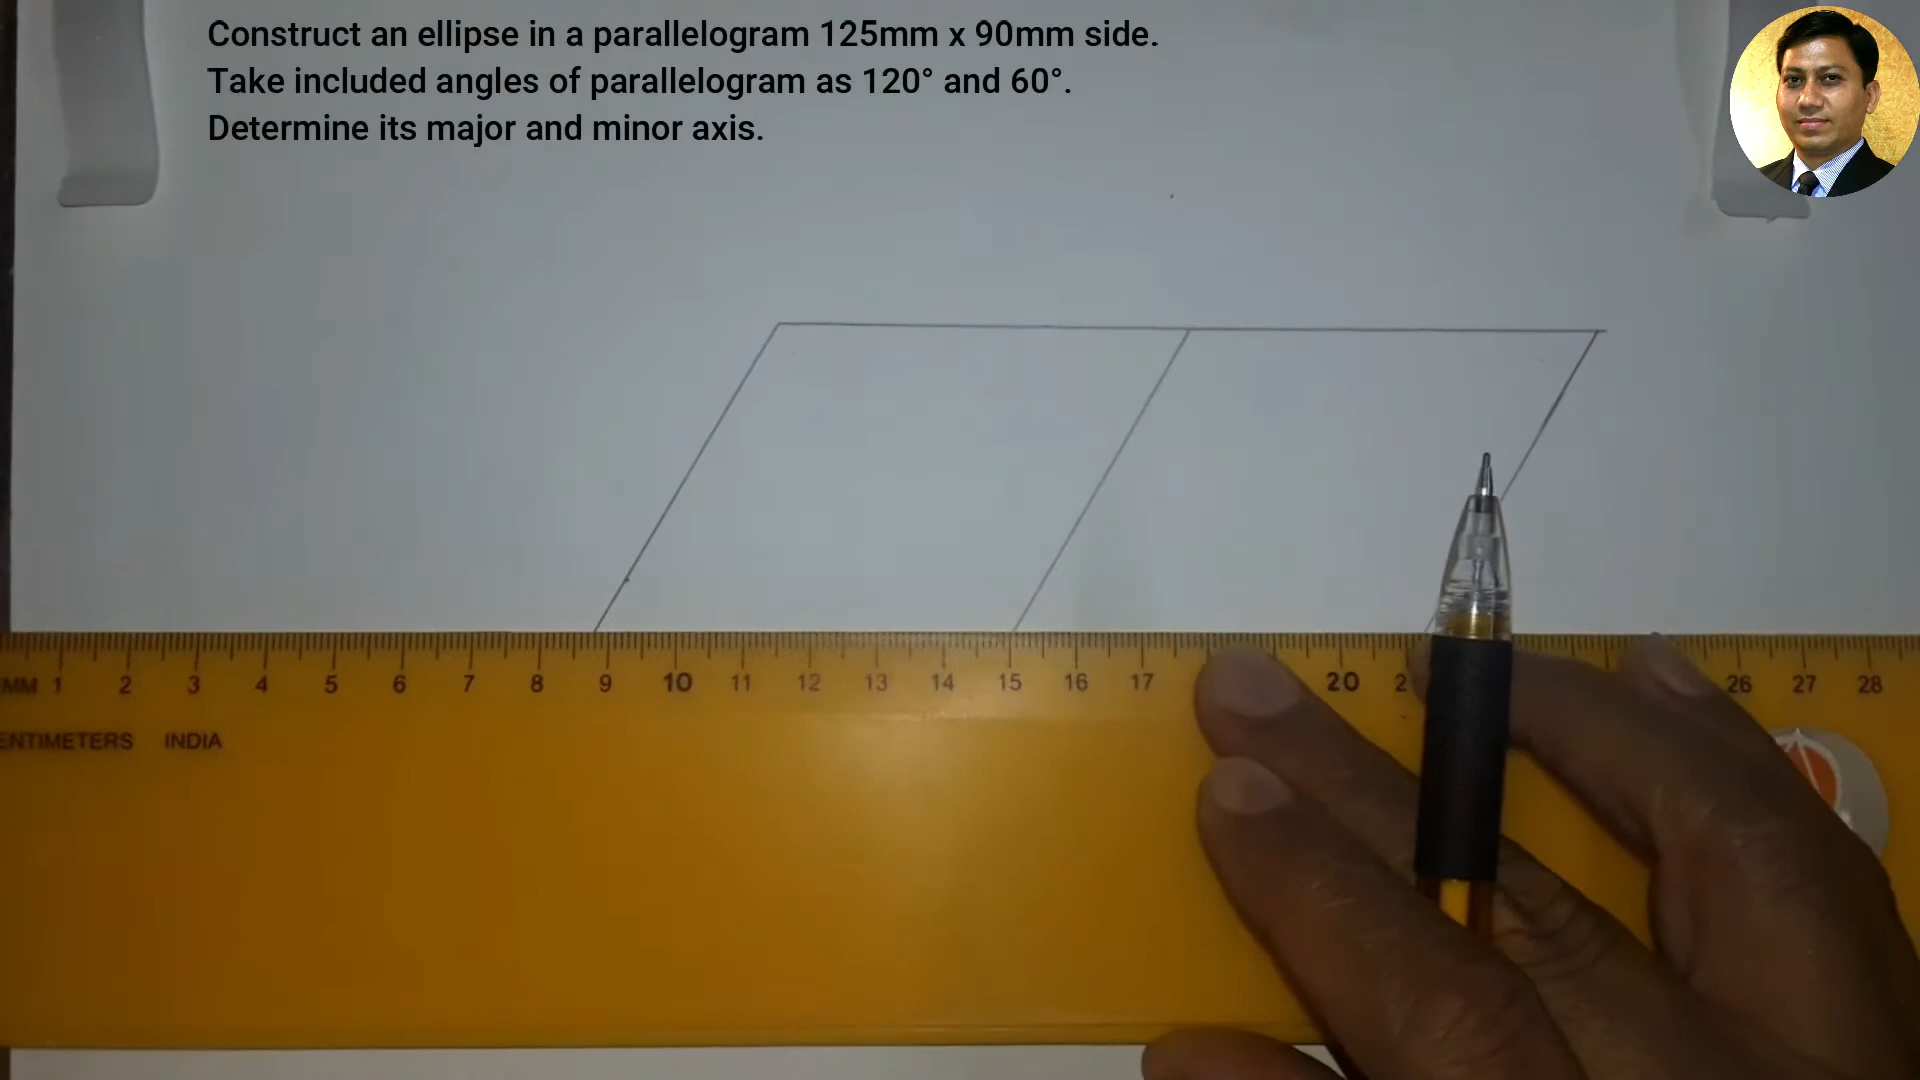 Construct an ellipse in a parallelogram 125mm x 90mm side.
Take included angles of parallelogram as 120° and 60°.
Determine its major and minor axis.
MM 1 2 3 4 5 6 7 8 9 10 11 12 13 14 15 16 17 20 2 26 27 28
ENTIMETERS INDIA